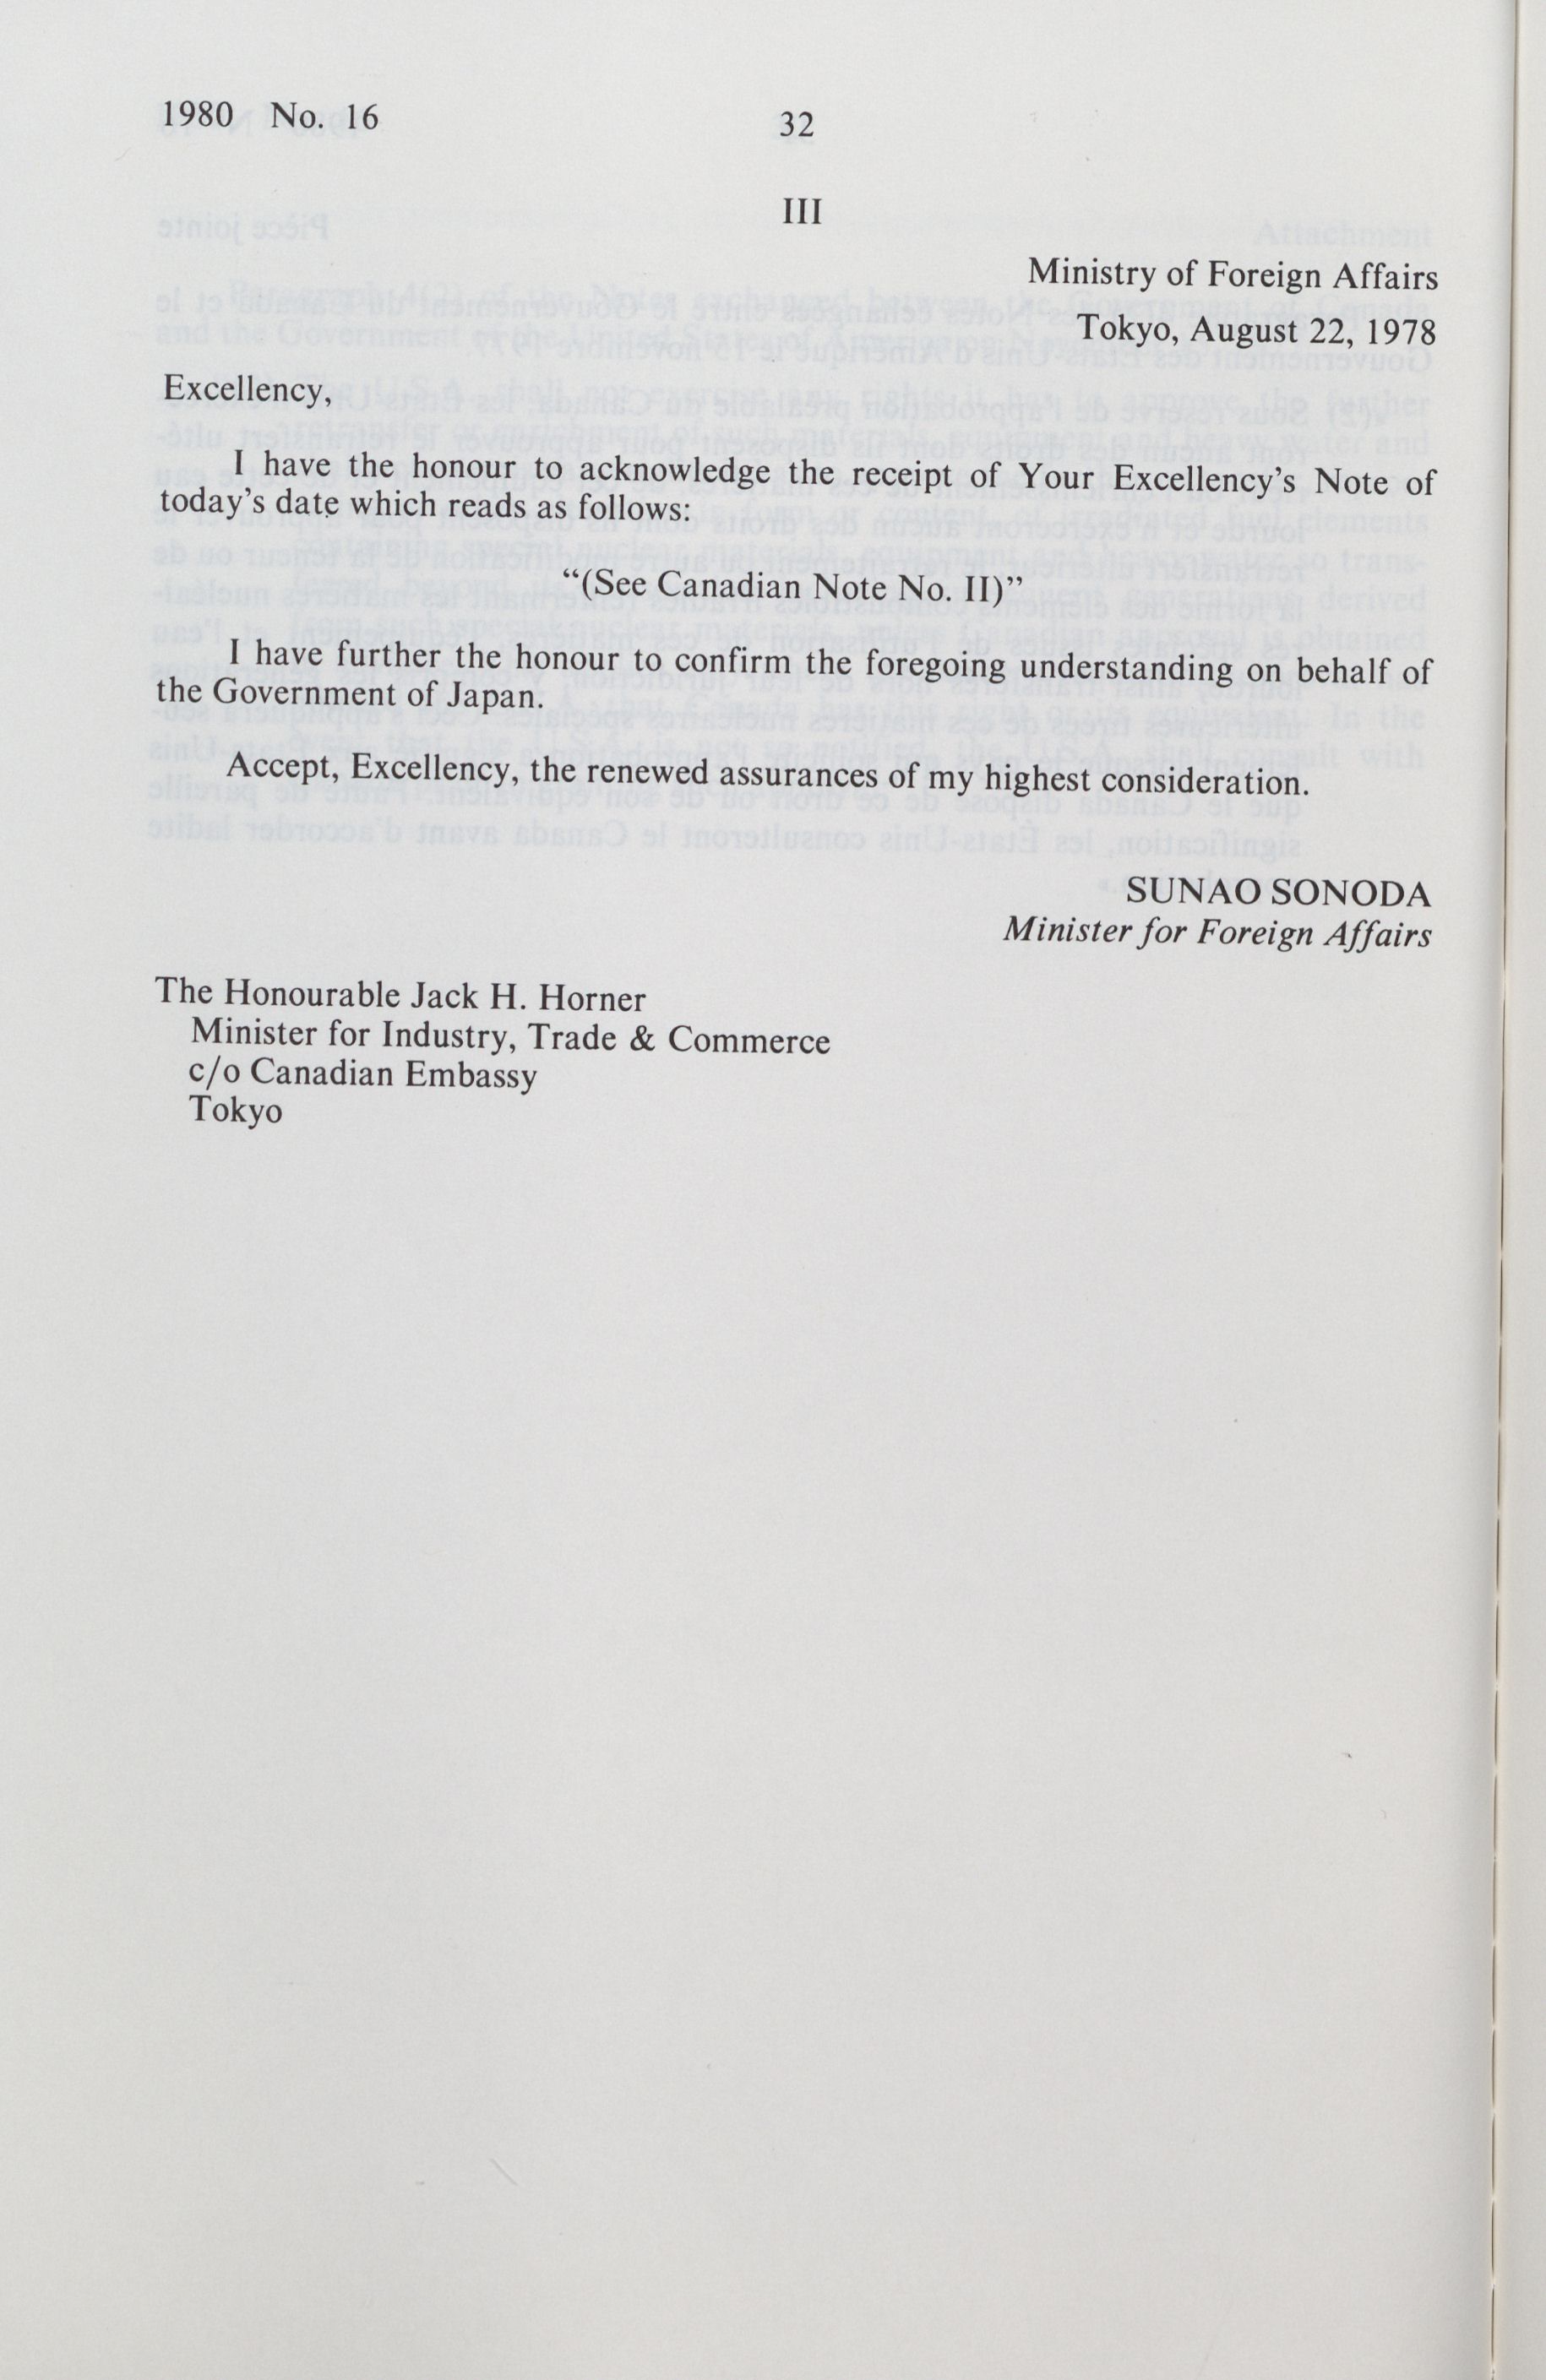 1980 No. 16
32
III
Ministry of Foreign Affairs
Tokyo, August 22, 1978
Excellency,
I have the honour to acknowledge the receipt of Your Excellency's Note of
today's date which reads as follows:
“(See Canadian Note No. II)”
I have further the honour to confirm the foregoing understanding on behalf of
the Government of Japan.
Accept, Excellency, the renewed assurances of my highest consideration.
SUNAO SONODA
Minister for Foreign Affairs
The Honourable Jack H. Horner
Minister for Industry, Trade & Commerce
c/o Canadian Embassy
Tokyo